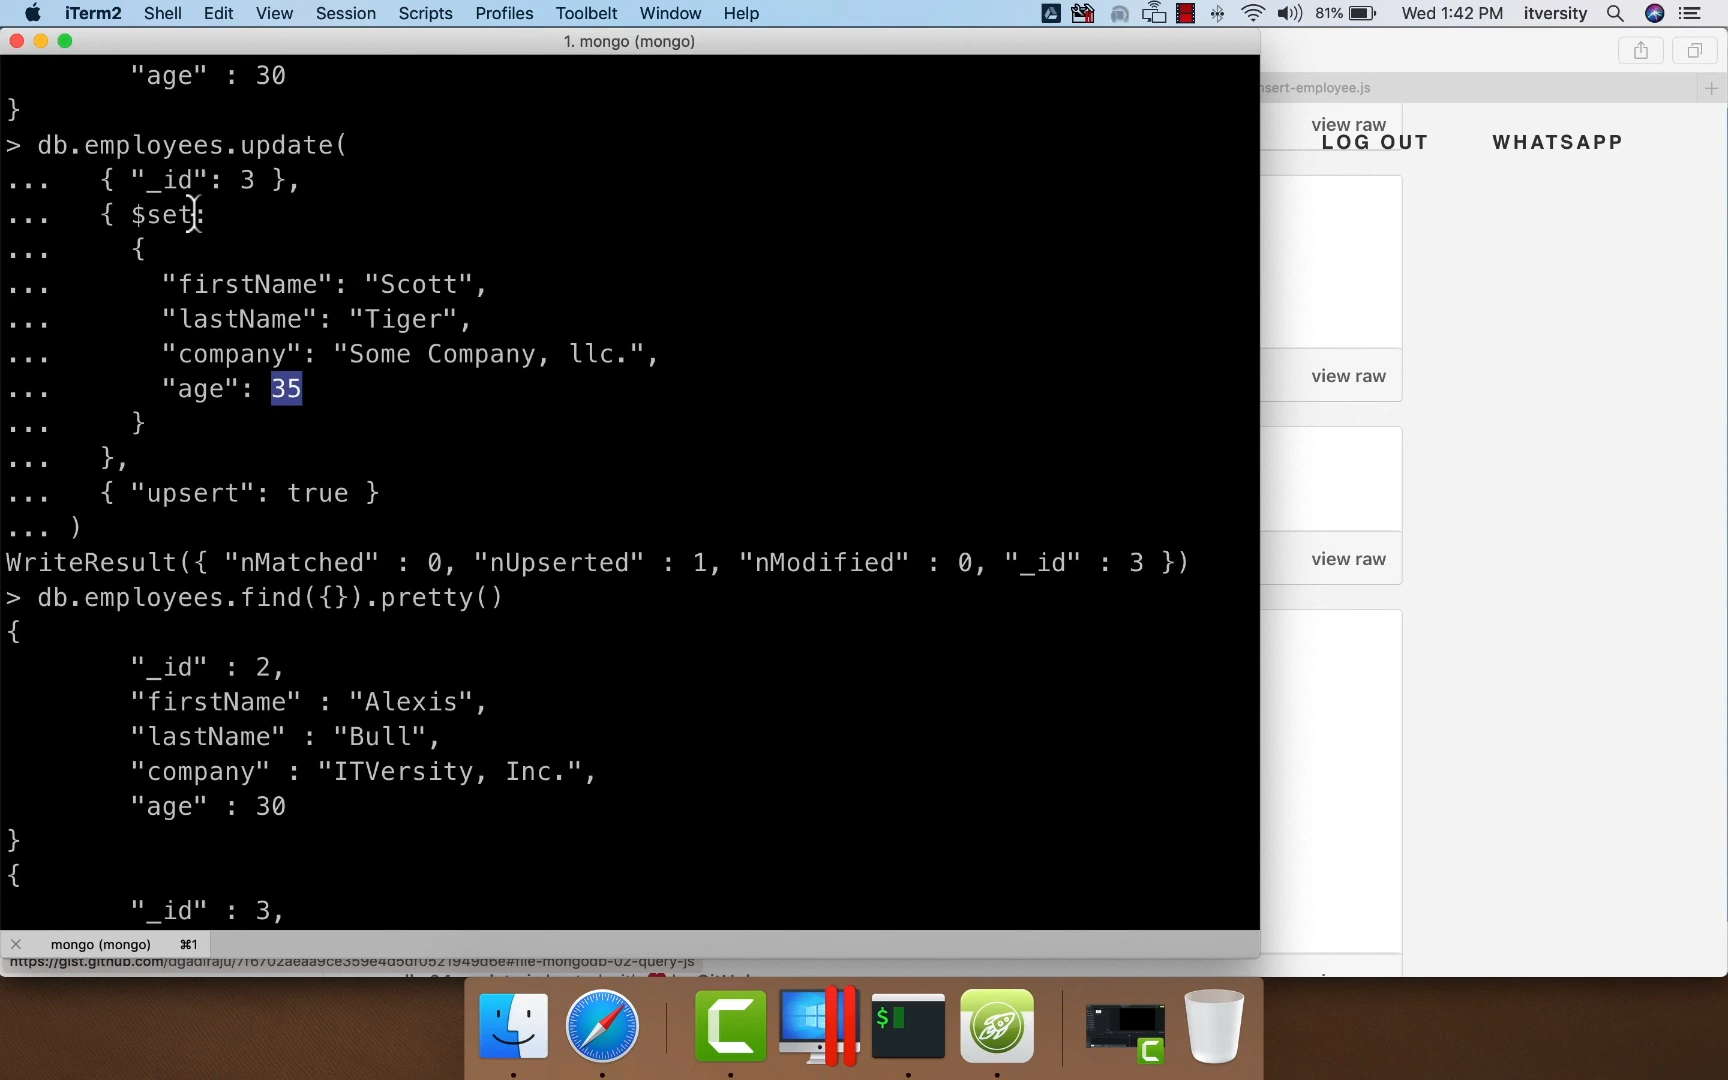 iTerm2 Shell Edit View Session Scripts Profiles Toolbelt Window Help 81% Wed 1:42 PM itversity
1. mongo (mongo)
nsert-employee.js
view raw
LOG OUT WHATSAPP
view raw
view raw
"age" : 30
}
> db.employees.update(
... { "_id": 3 },
... { $set:
... {
... "firstName": "Scott",
... "lastName": "Tiger",
... "company": "Some Company, llc.",
... "age": 35
... }
... },
... { "upsert": true }
... )
WriteResult({ "nMatched" : 0, "nUpserted" : 1, "nModified" : 0, "_id" : 3 })
> db.employees.find({}).pretty()
{
"_id" : 2,
"firstName" : "Alexis",
"lastName" : "Bull",
"company" : "ITVersity, Inc.",
"age" : 30
}
{
"_id" : 3,
mongo (mongo) ⌘1
$